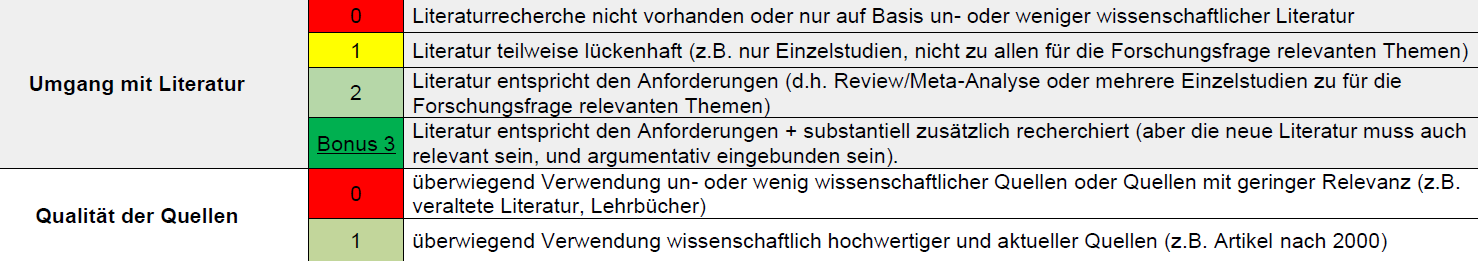 0 Literaturrecherche nicht vorhanden oder nur auf Basis un- oder weniger wissenschaftlicher Literatur
1 Literatur teilweise lückenhaft (z.B. nur Einzelstudien, nicht zu allen für die Forschungsfrage relevanten Themen)
Umgang mit Literatur
2 Literatur entspricht den Anforderungen (d.h. Review/Meta-Analyse oder mehrere Einzelstudien zu für die
Forschungsfrage relevanten Themen)
Bonus 3 Literatur entspricht den Anforderungen + substantiell zusätzlich recherchiert (aber die neue Literatur muss auch
relevant sein, und argumentativ eingebunden sein).
Qualität der Quellen
0 überwiegend Verwendung un- oder wenig wissenschaftlicher Quellen oder Quellen mit geringer Relevanz (z.B.
veraltete Literatur, Lehrbücher)
1 überwiegend Verwendung wissenschaftlich hochwertiger und aktueller Quellen (z.B. Artikel nach 2000)